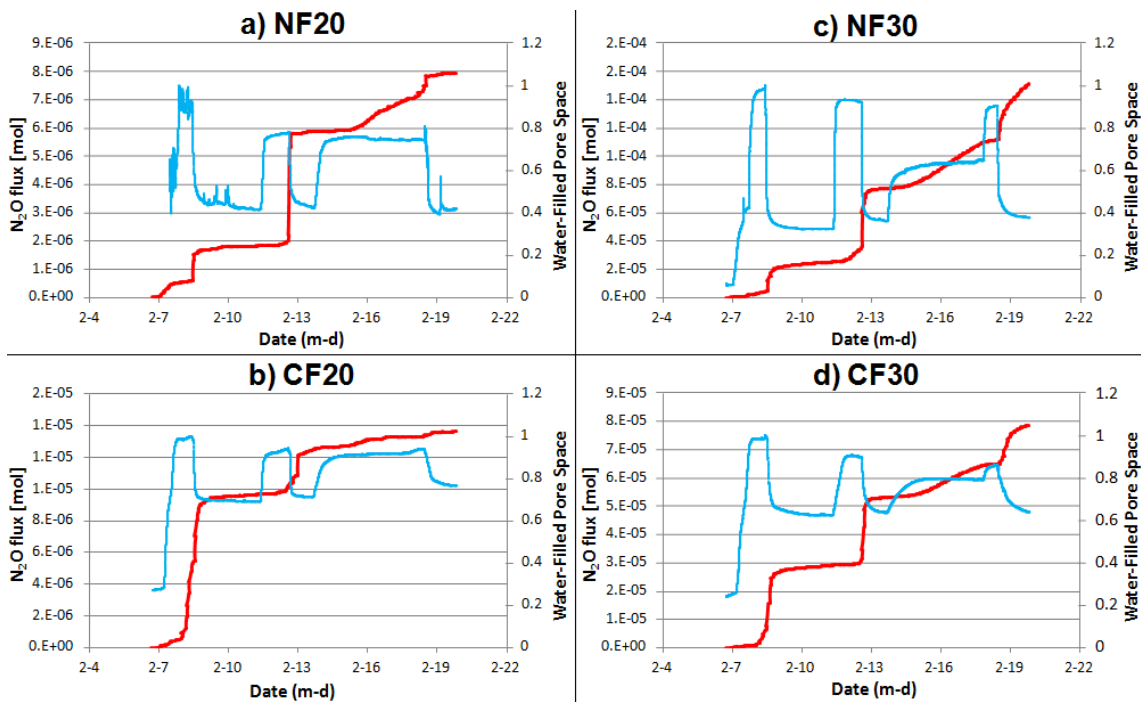 a) NF20
N₂O flux [mol]
9.E-06
8.E-06
7.E-06
6.E-06
5.E-06
4.E-06
3.E-06
2.E-06
1.E-06
0.E+00
1.2
1
0.8
0.6
0.4
0.2
0
Water-Filled Pore Space
2-4 2-7 2-10 2-13 2-16 2-19 2-22
Date (m-d)
c) NF30
N₂O flux [mol]
2.E-04
2.E-04
1.E-04
1.E-04
1.E-04
8.E-05
6.E-05
4.E-05
2.E-05
0.E+00
1.2
1
0.8
0.6
0.4
0.2
0
Water-Filled Pore Space
2-4 2-7 2-10 2-13 2-16 2-19 2-22
Date (m-d)
b) CF20
N₂O flux [mol]
2.E-05
1.E-05
1.E-05
1.E-05
8.E-06
6.E-06
4.E-06
2.E-06
0.E+00
1.2
1
0.8
0.6
0.4
0.2
0
Water-Filled Pore Space
2-4 2-7 2-10 2-13 2-16 2-19 2-22
Date (m-d)
d) CF30
N₂O flux [mol]
9.E-05
8.E-05
7.E-05
6.E-05
5.E-05
4.E-05
3.E-05
2.E-05
1.E-05
0.E+00
1.2
1
0.8
0.6
0.4
0.2
0
Water-Filled Pore Space
2-4 2-7 2-10 2-13 2-16 2-19 2-22
Date (m-d)